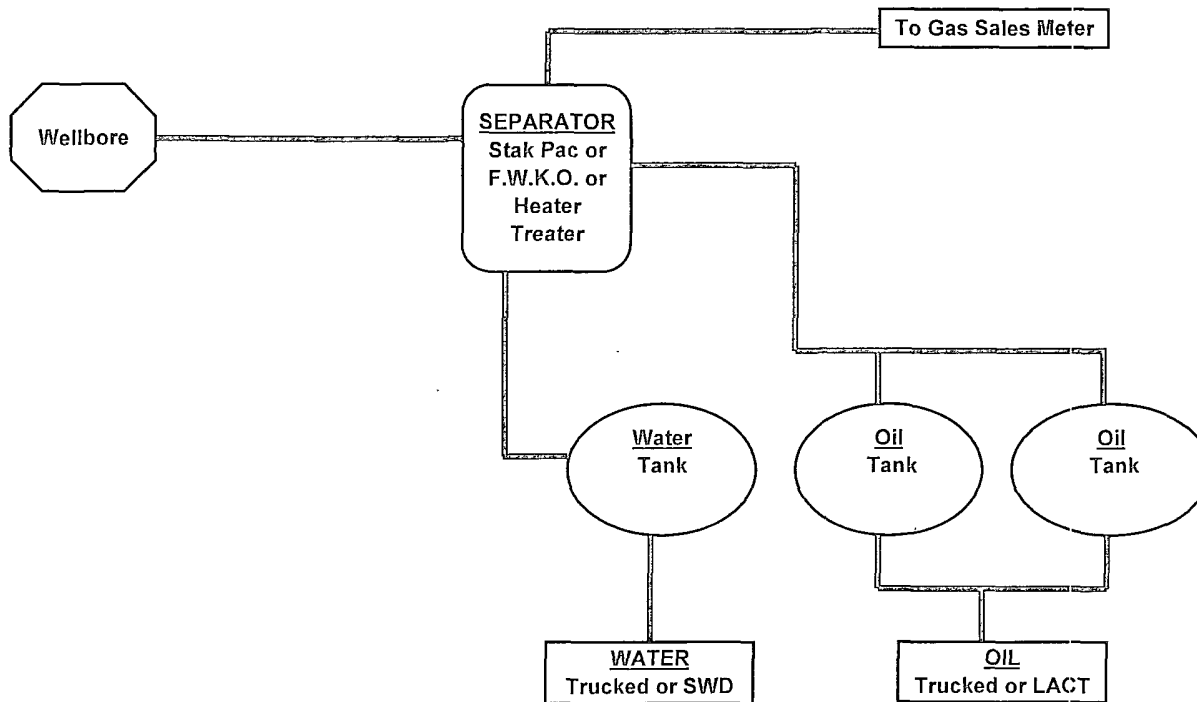 To Gas Sales Meter
Wellbore
SEPARATOR
Stak Pac or
F.W.K.O. or
Heater
Treater
Water
Tank
Oil
Tank
Oil
Tank
WATER
Trucked or SWD
OIL
Trucked or LACT